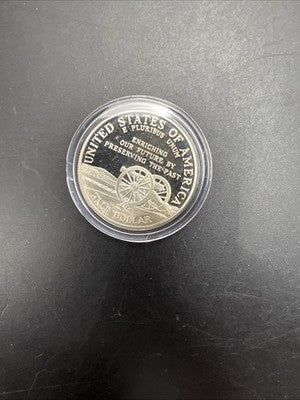 UNITED STATES OF AMERICA
E PLURIBUS UNUM
ENRICHING
OUR FUTURE BY
PRESERVING THE PAST
HALF DOLLAR